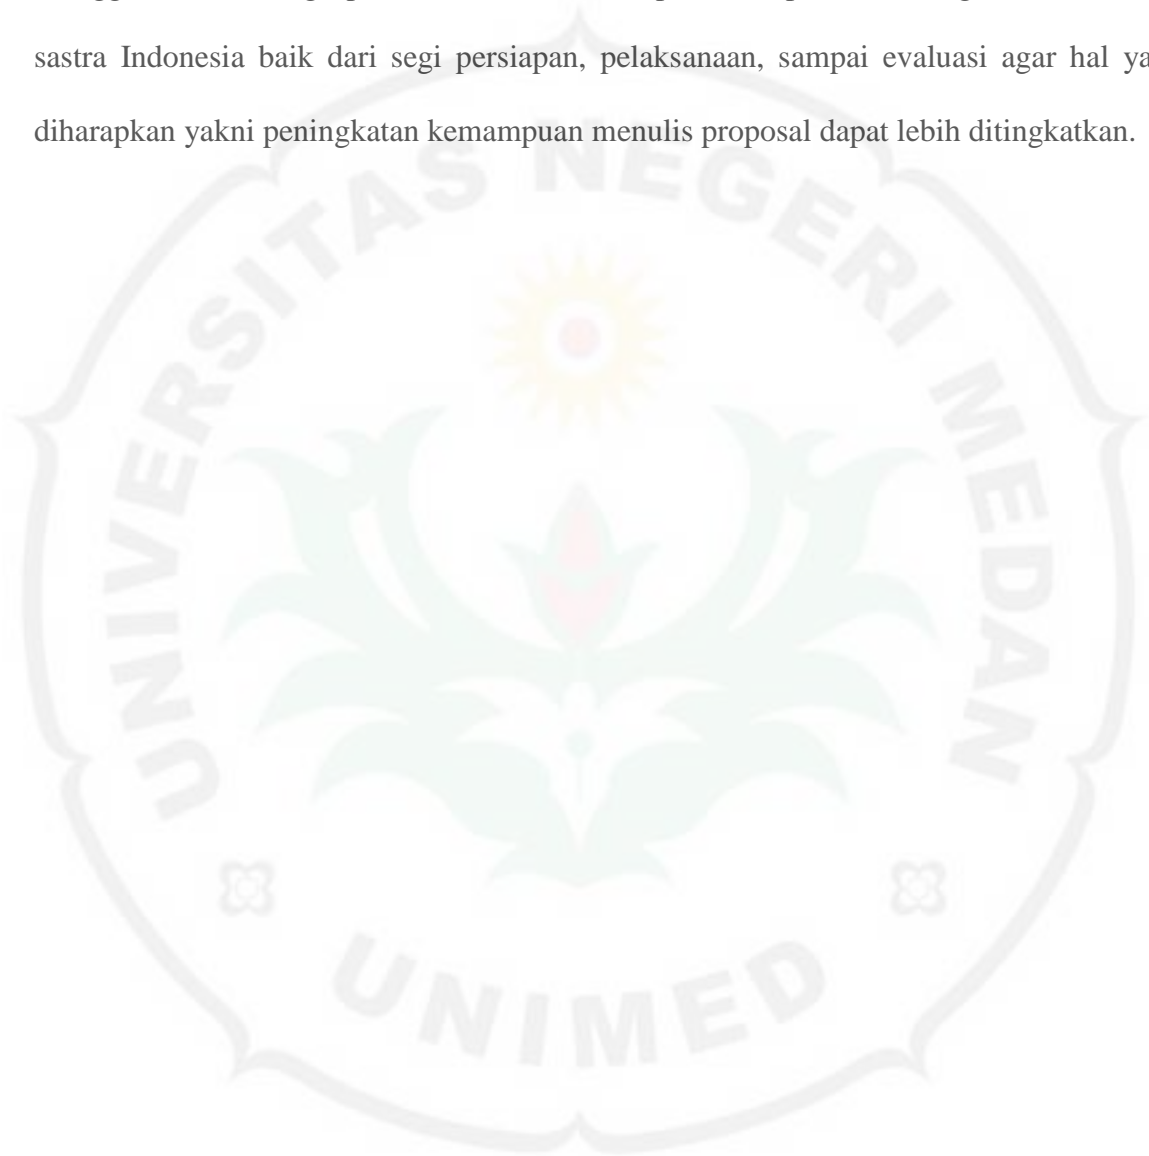 sastra Indonesia baik dari segi persiapan, pelaksanaan, sampai evaluasi agar hal
diharapkan yakni peningkatan kemampuan menulis proposal dapat lebih ditingkatkan.
UNIVERSITAS NEGERI MEDAN
UNIMED